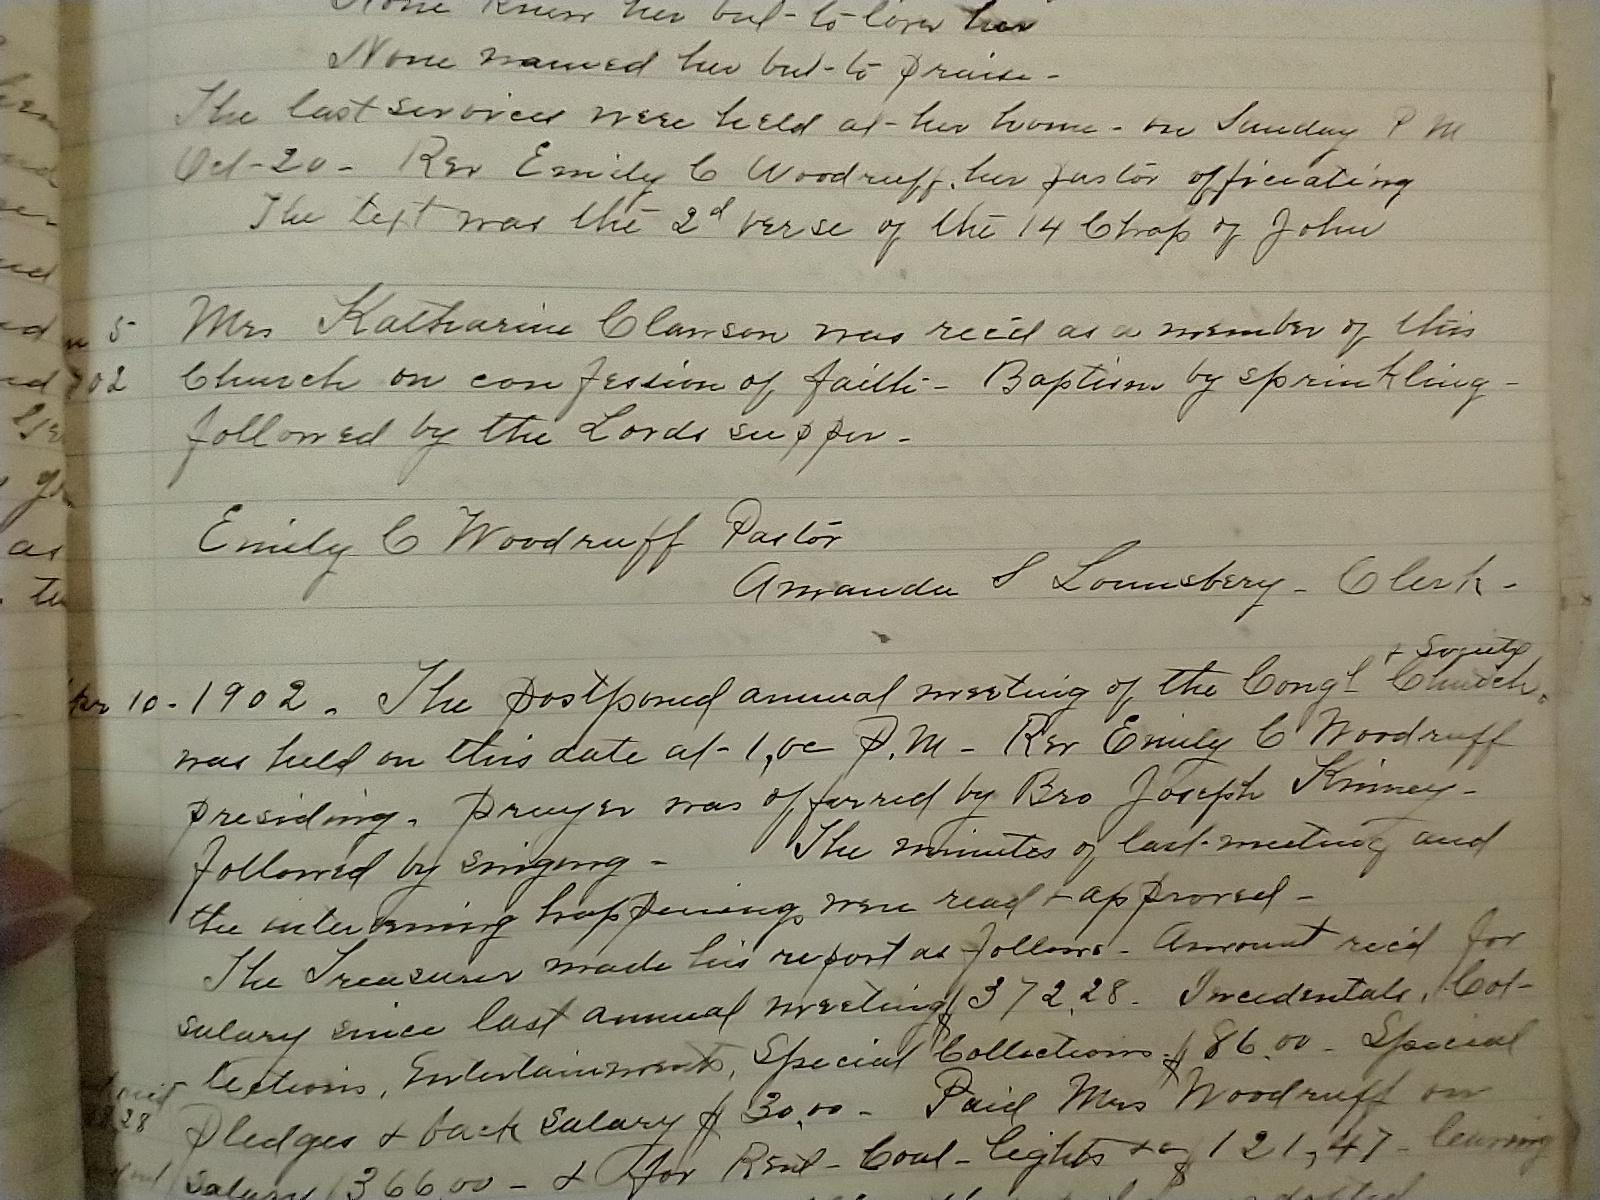 None knew her but to love her
None named her but to praise -
The last services were held at her home - on Sunday P M
Oct - 20 - Rev Emily C Woodruff, her pastor officiating
The text was the 2d verse of the 14 Chap of John
5 Mrs Katharine Clawson was rec'd as a member of this
02 Church on confession of faith - Baptism by sprinkling -
followed by the Lords supper -
Emily C Woodruff Pastor
Amanda S Lounsbery - Clerk -
+ Society
10 - 1902. The postponed annual meeting of the Congl Church.
was held on this date at 1,00 P.M - Rev Emily C Woodruff
presiding. Prayer was offerred by Bro Joseph Kinney -
followed by singing - The minutes of last meeting and
the intervening happenings were read + approved -
The Treasurer made his report as follows - Amount rec'd for
salary since last annual meeting $372.28 - Incedentals, Col-
lections, Entertainments, Special Collections $86.00 - Special
Pledges + back salary $30.00 - Paid Mrs Woodruff on
28
salary 366.00 - + for Rent - Coal - lights + $121,47 - leaving